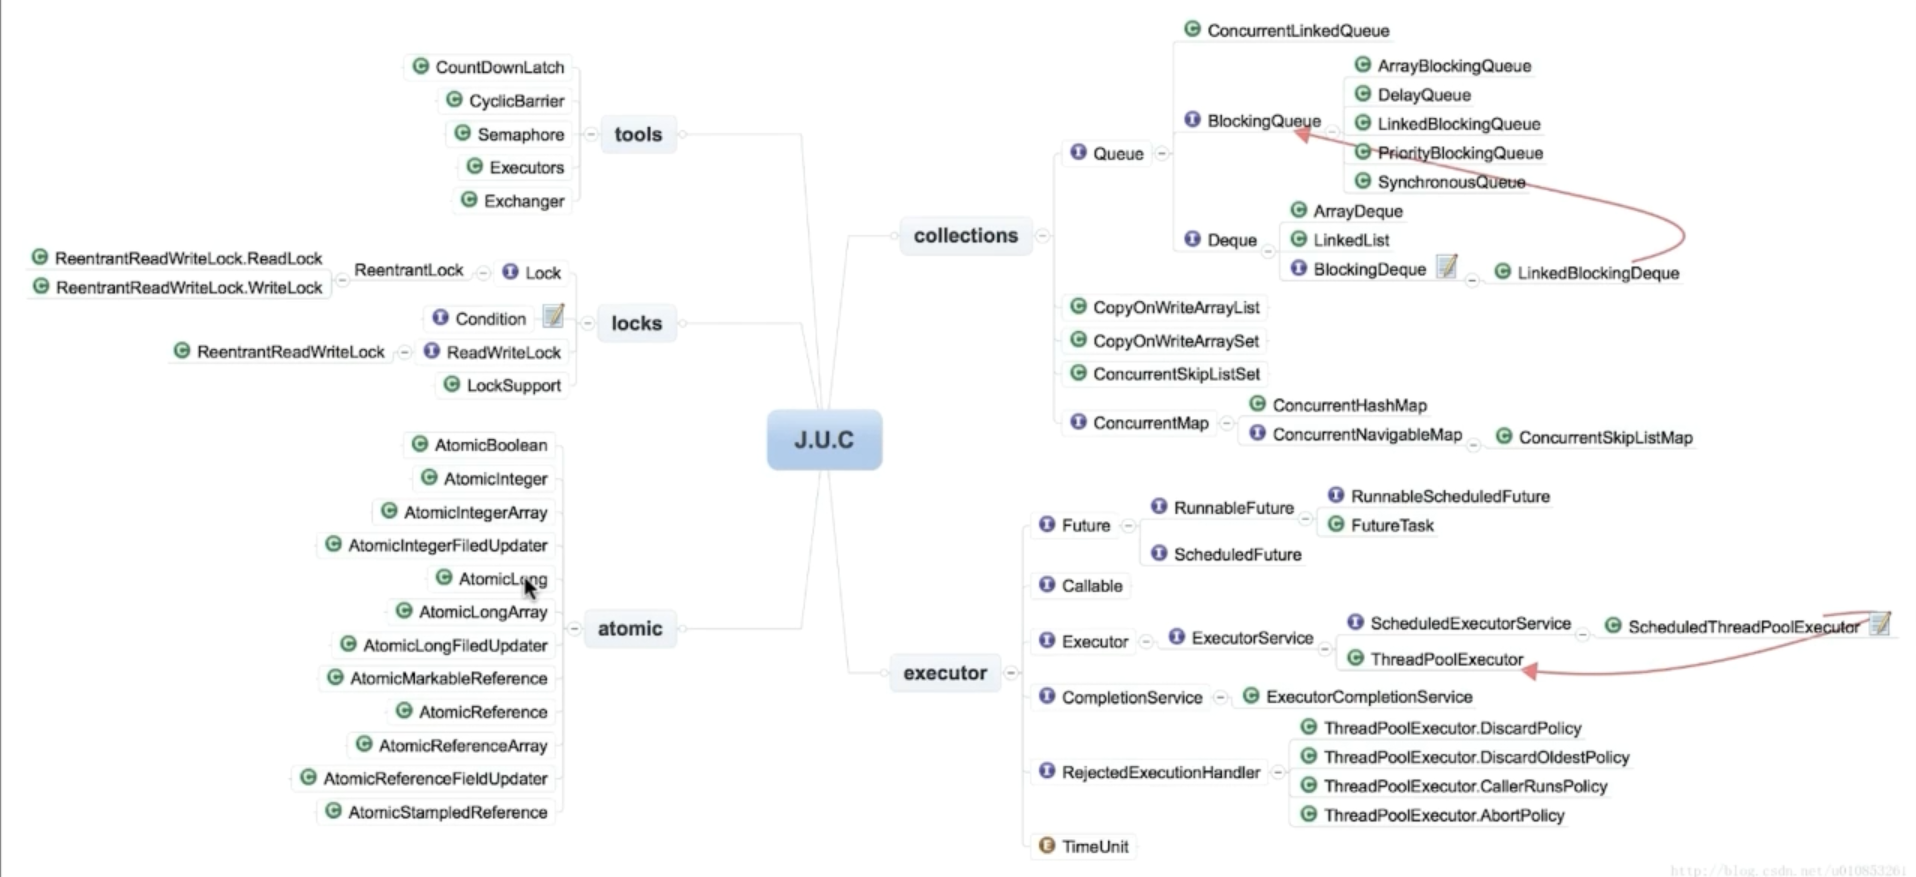 CountDownLatch
CyclicBarrier
Semaphore
Executors
Exchanger
tools
ReentrantReadWriteLock.ReadLock
ReentrantReadWriteLock.WriteLock
ReentrantLock
Lock
Condition
ReentrantReadWriteLock
ReadWriteLock
LockSupport
locks
AtomicBoolean
AtomicInteger
AtomicIntegerArray
AtomicIntegerFiledUpdater
AtomicLong
AtomicLongArray
AtomicLongFiledUpdater
AtomicMarkableReference
AtomicReference
AtomicReferenceArray
AtomicReferenceFieldUpdater
AtomicStampedReference
atomic
J.U.C
collections
Queue
ConcurrentLinkedQueue
BlockingQueue
ArrayBlockingQueue
DelayQueue
LinkedBlockingQueue
PriorityBlockingQueue
SynchronousQueue
Deque
ArrayDeque
LinkedList
BlockingDeque
LinkedBlockingDeque
CopyOnWriteArrayList
CopyOnWriteArraySet
ConcurrentSkipListSet
ConcurrentMap
ConcurrentHashMap
ConcurrentNavigableMap
ConcurrentSkipListMap
executor
Future
RunnableFuture
RunnableScheduledFuture
FutureTask
ScheduledFuture
Callable
Executor
ExecutorService
ScheduledExecutorService
ScheduledThreadPoolExecutor
ThreadPoolExecutor
CompletionService
ExecutorCompletionService
RejectedExecutionHandler
ThreadPoolExecutor.DiscardPolicy
ThreadPoolExecutor.DiscardOldestPolicy
ThreadPoolExecutor.CallerRunsPolicy
ThreadPoolExecutor.AbortPolicy
TimeUnit
http://blog.csdn.net/u010853261